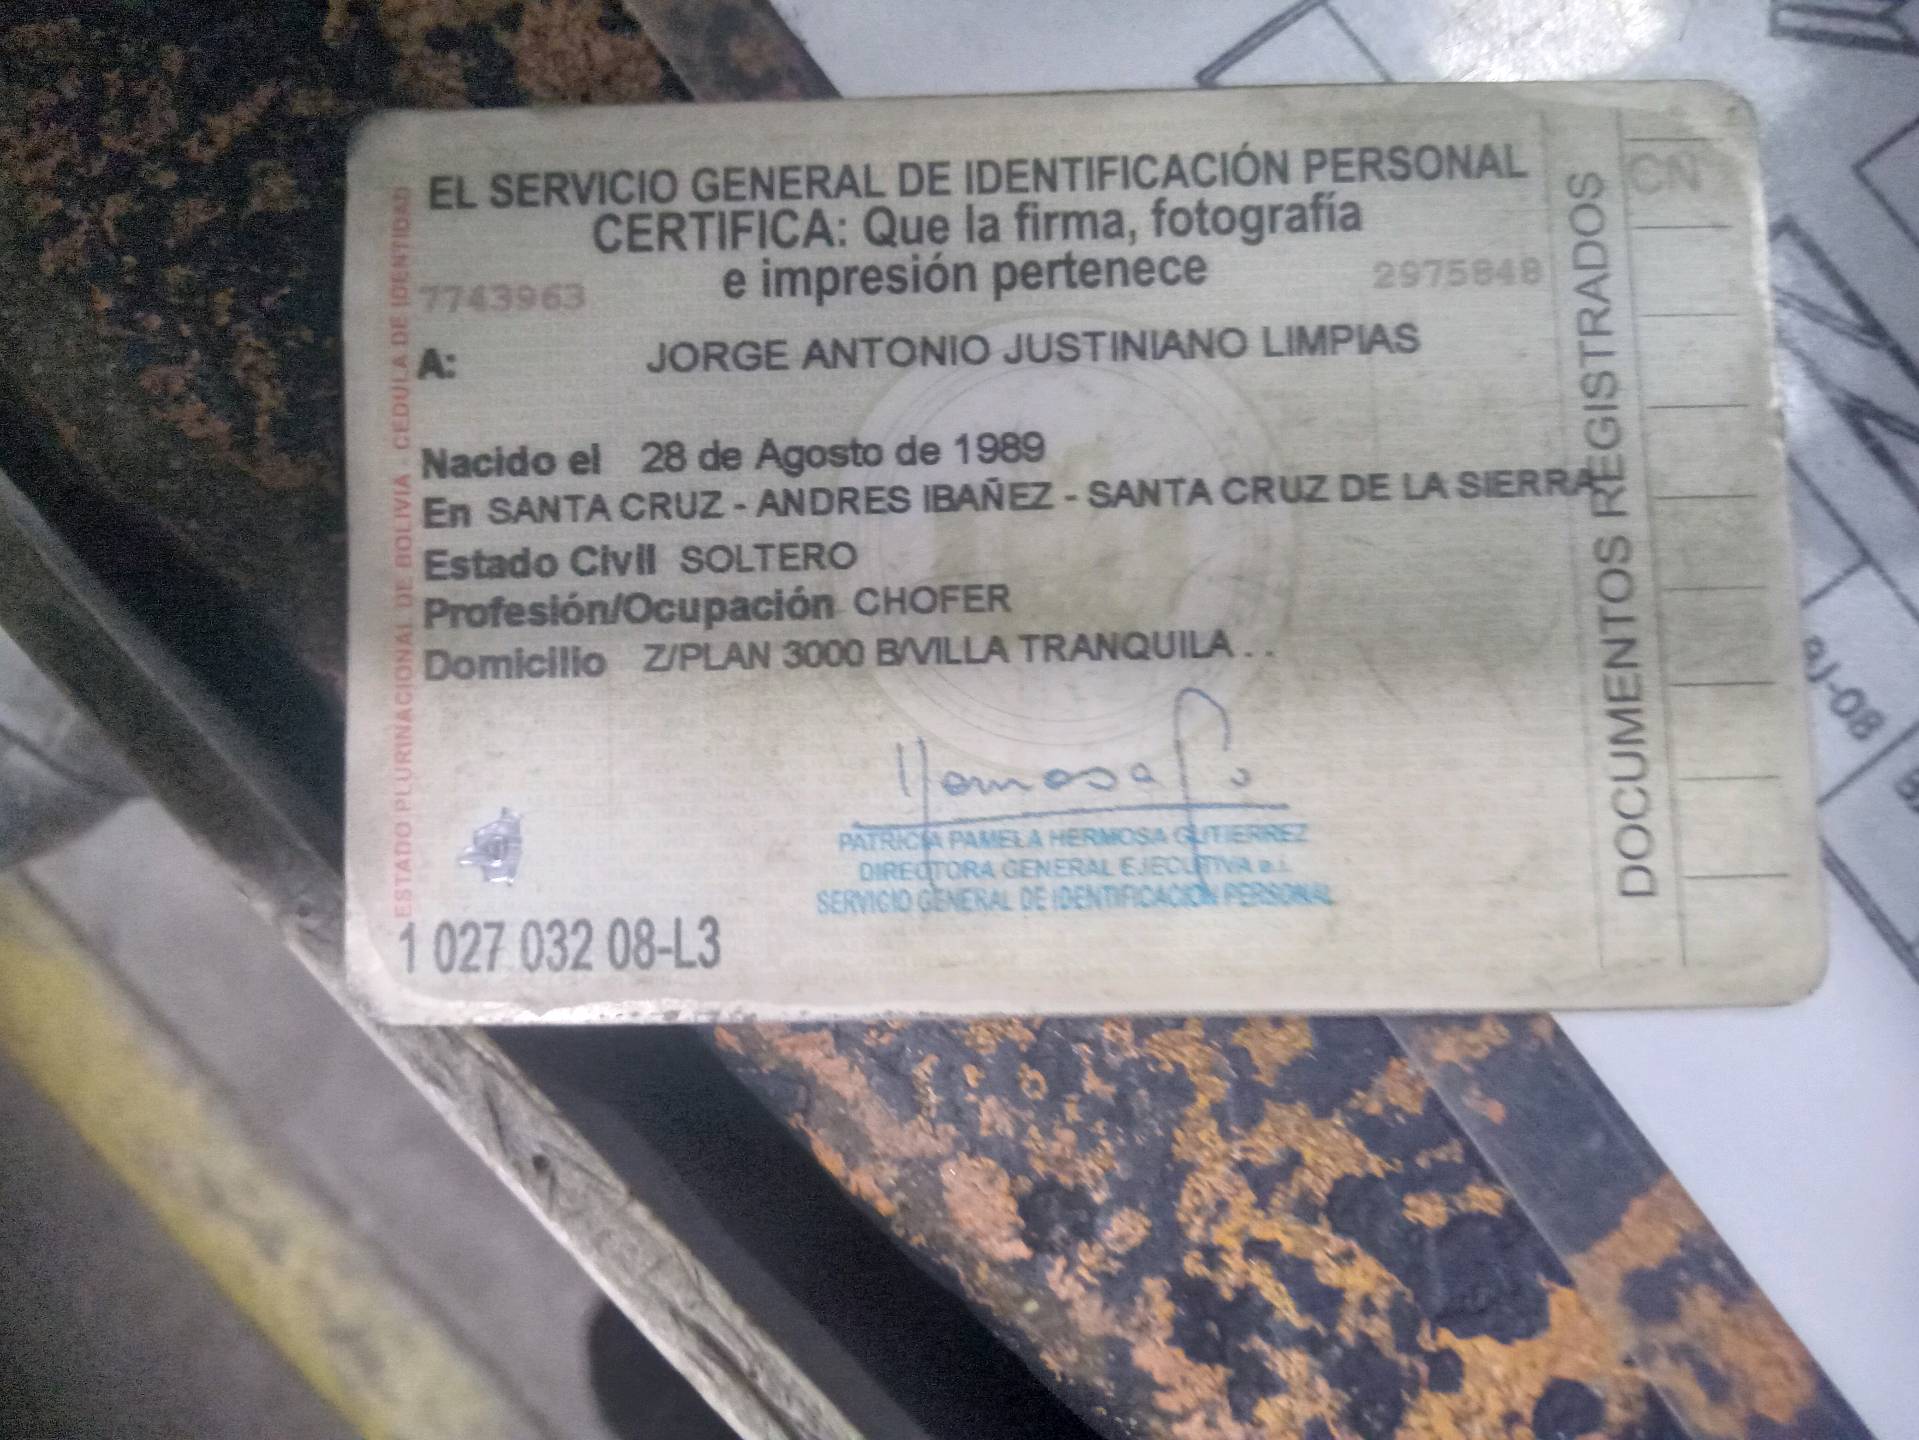 EL SERVICIO GENERAL DE IDENTIFICACIÓN PERSONAL
CERTIFICA: Que la firma, fotografía
e impresión pertenece
7743963
2975848
A: JORGE ANTONIO JUSTINIANO LIMPIAS
Nacido el 28 de Agosto de 1989
En SANTA CRUZ - ANDRES IBAÑEZ - SANTA CRUZ DE LA SIERRA
Estado Civil SOLTERO
Profesión/Ocupación CHOFER
Domicilio Z/PLAN 3000 B/VILLA TRANQUILA . .
Hermosa
PATRICIA PAMELA HERMOSA GUTIERREZ
DIRECTORA GENERAL EJECUTIVA a.i.
SERVICIO GENERAL DE IDENTIFICACIÓN PERSONAL
1 027 032 08-L3
ESTADO PLURINACIONAL DE BOLIVIA - CEDULA DE IDENTIDAD
DOCUMENTOS REGISTRADOS
CN